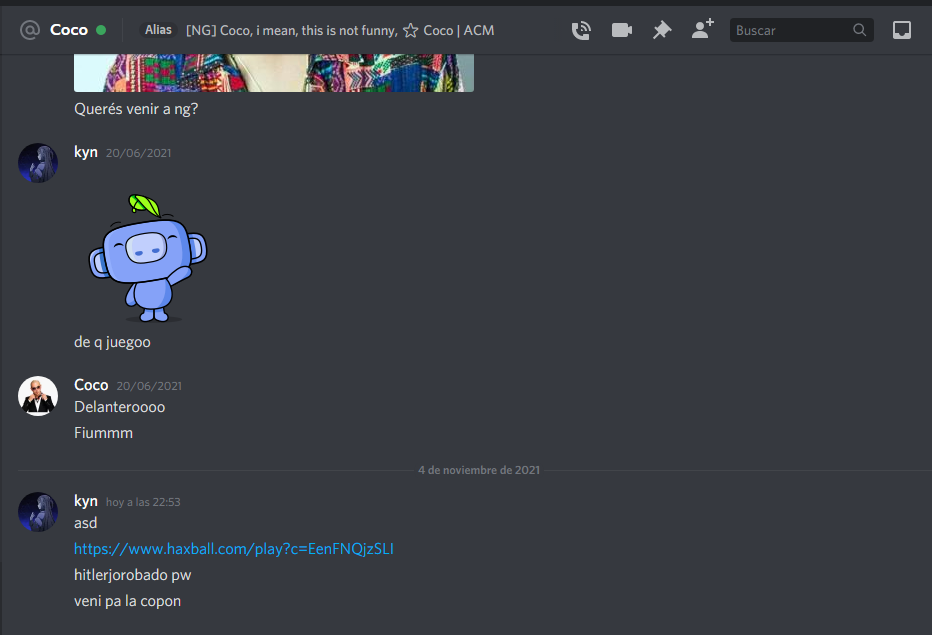 Coco
Alias [NG] Coco, i mean, this is not funny, ☆ Coco | ACM
Buscar
Querés venir a ng?
kyn 20/06/2021
de q juegoo
Coco 20/06/2021
Delanteroooo
Fiummm
4 de noviembre de 2021
kyn hoy a las 22:53
asd
https://www.haxball.com/play?c=EenFNQjzSLI
hitlerjorobado pw
veni pa la copon